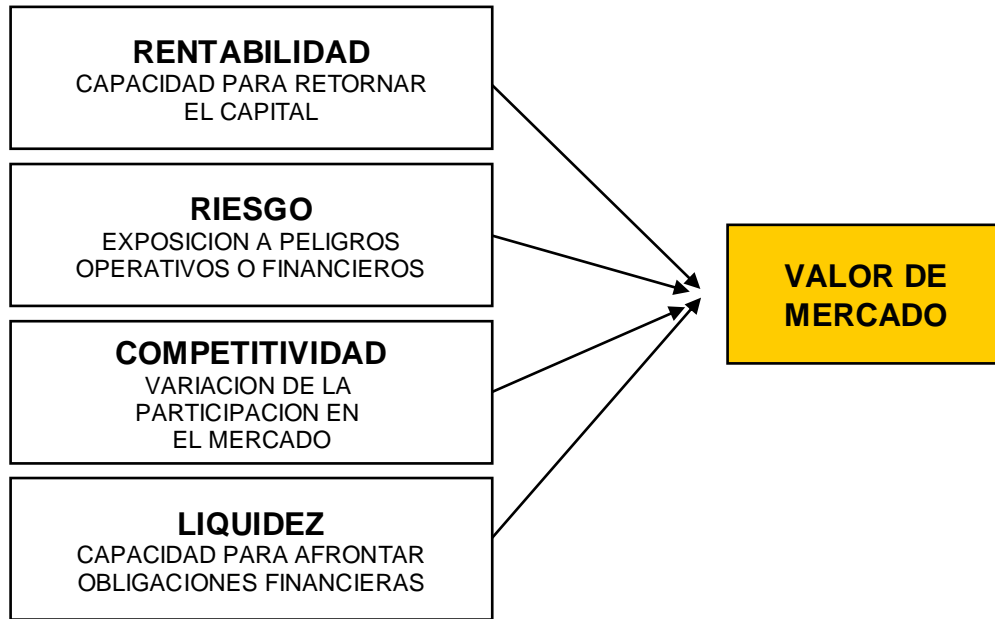 RENTABILIDAD
CAPACIDAD PARA RETORNAR
EL CAPITAL
RIESGO
EXPOSICION A PELIGROS
OPERATIVOS O FINANCIEROS
COMPETITIVIDAD
VARIACION DE LA
PARTICIPACION EN
EL MERCADO
LIQUIDEZ
CAPACIDAD PARA AFRONTAR
OBLIGACIONES FINANCIERAS
VALOR DE
MERCADO